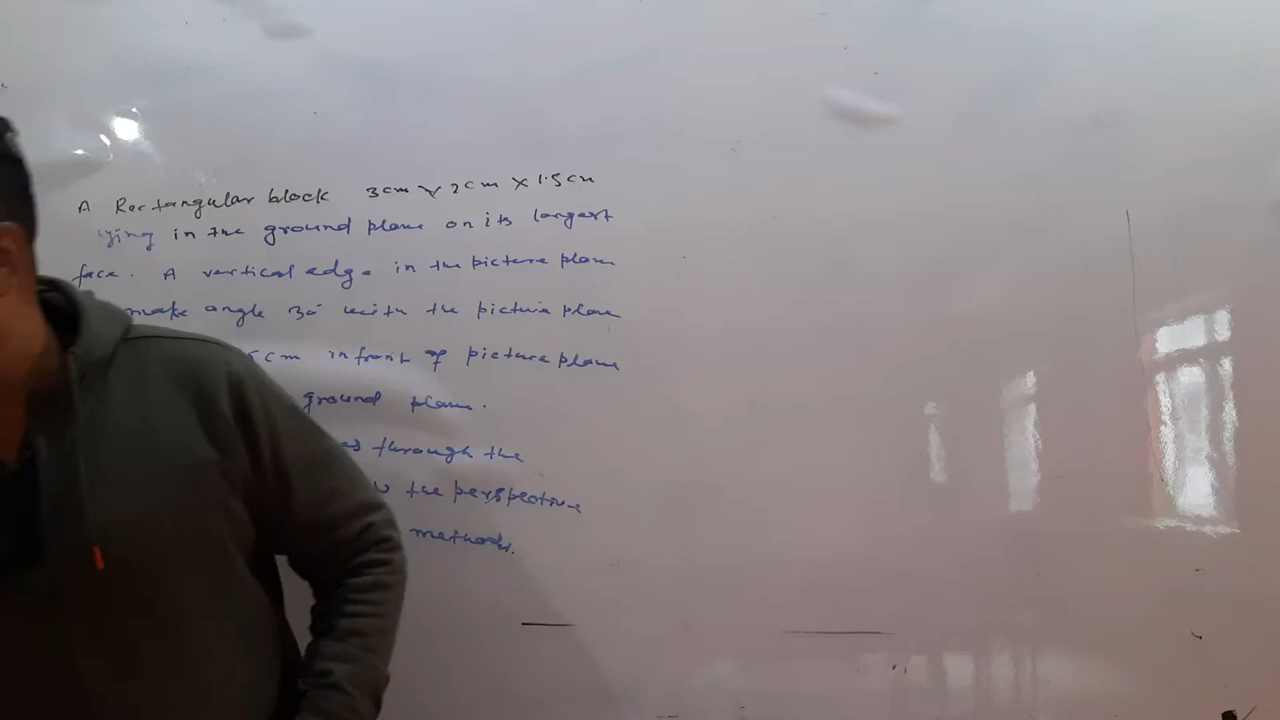 A Rectangular block 3cm x 2cm x 1.5cm
lying in the ground plane on its largest
face. A vertical edge in the picture plane
make angle 30° with the picture plane
5cm in front of picture plane
ground plane.
through the
the perspective
methods.